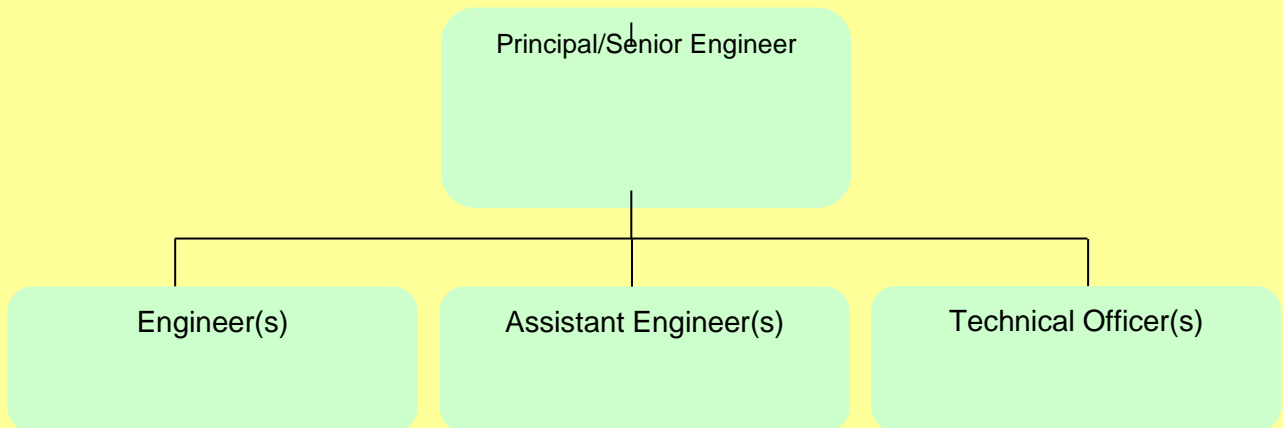 Principal/Senior Engineer
Engineer(s)
Assistant Engineer(s)
Technical Officer(s)